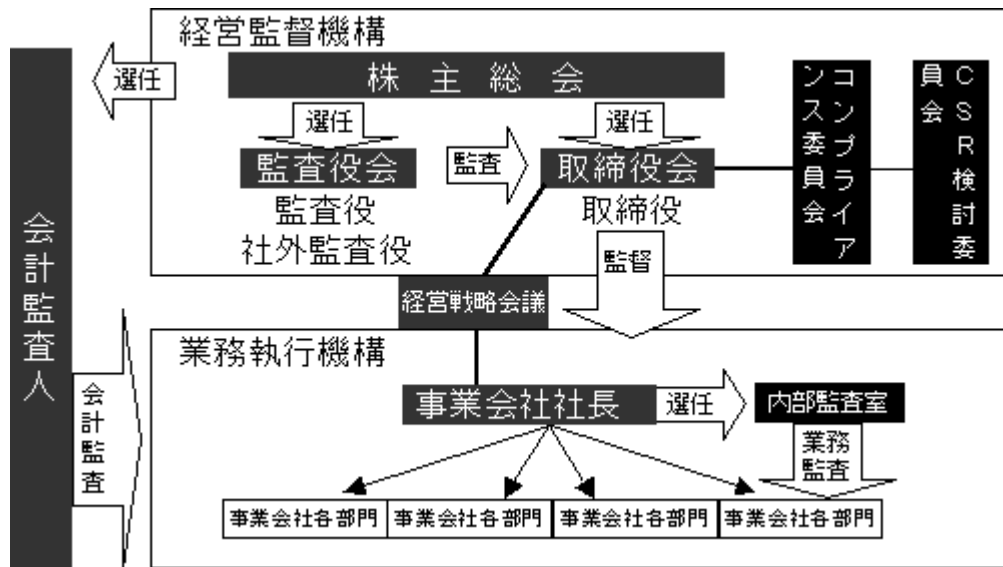 経営監督機構
株主総会
選任
選任
選任
監査役会
監査
取締役会
監査役
社外監査役
取締役
監督
コンプライア
ンス委員会
CSR検討委
員会
会計監査人
経営戦略会議
業務執行機構
会計監査
事業会社社長
選任
内部監査室
業務
監査
事業会社各部門
事業会社各部門
事業会社各部門
事業会社各部門